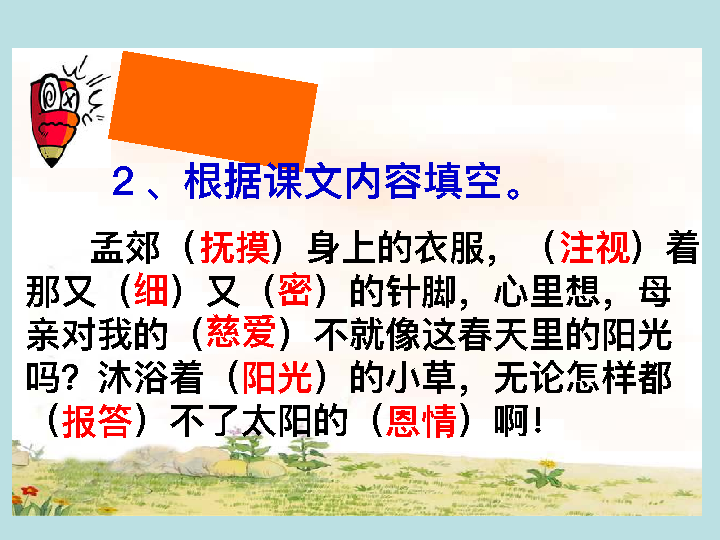 2、根据课文内容填空。
孟郊（抚摸）身上的衣服，（注视）着
那又（细）又（密）的针脚，心里想，母
亲对我的（慈爱）不就像这春天里的阳光
吗？沐浴着（阳光）的小草，无论怎样都
（报答）不了太阳的（恩情）啊！